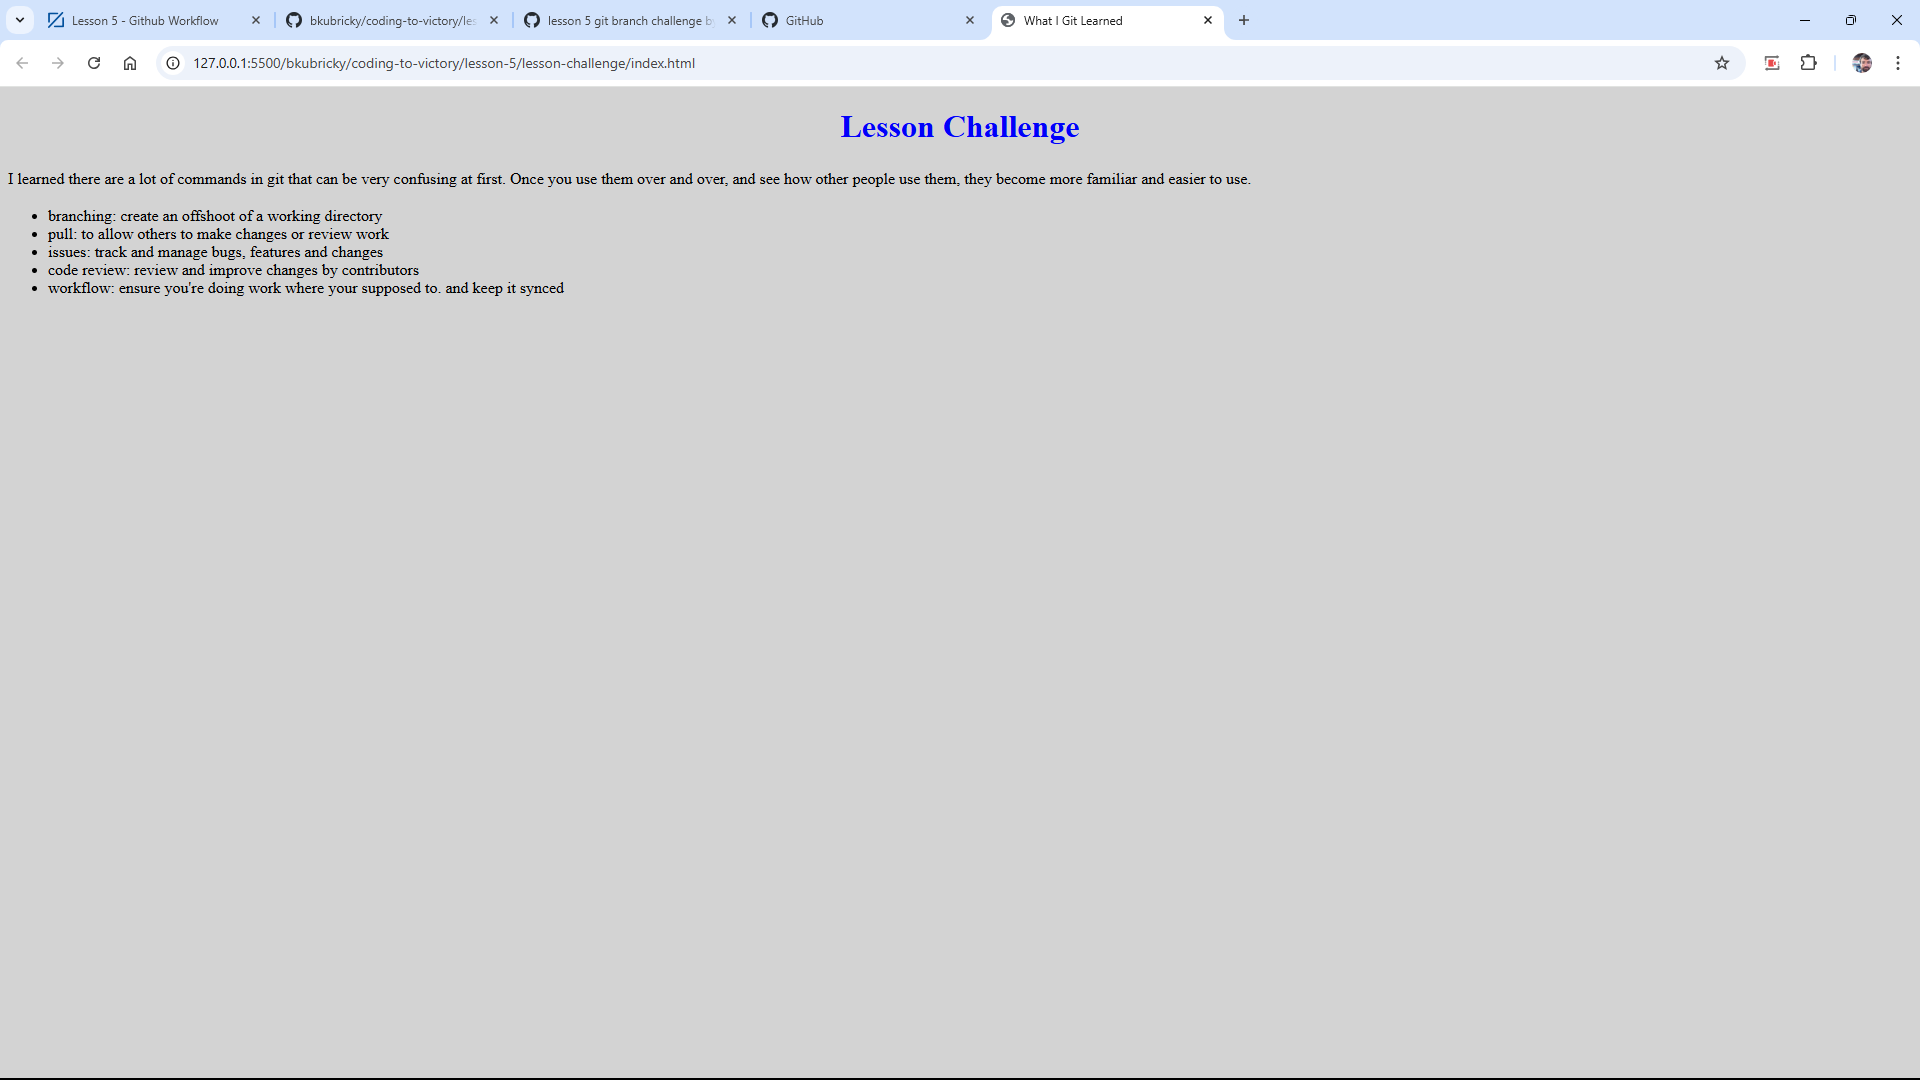 Lesson 5 - Github Workflow
bkubricky/coding-to-victory/les
lesson 5 git branch challenge b
GitHub
What I Git Learned
127.0.0.1:5500/bkubricky/coding-to-victory/lesson-5/lesson-challenge/index.html
Lesson Challenge
I learned there are a lot of commands in git that can be very confusing at first. Once you use them over and over, and see how other people use them, they become more familiar and easier to use.
• branching: create an offshoot of a working directory
• pull: to allow others to make changes or review work
• issues: track and manage bugs, features and changes
• code review: review and improve changes by contributors
• workflow: ensure you're doing work where your supposed to. and keep it synced